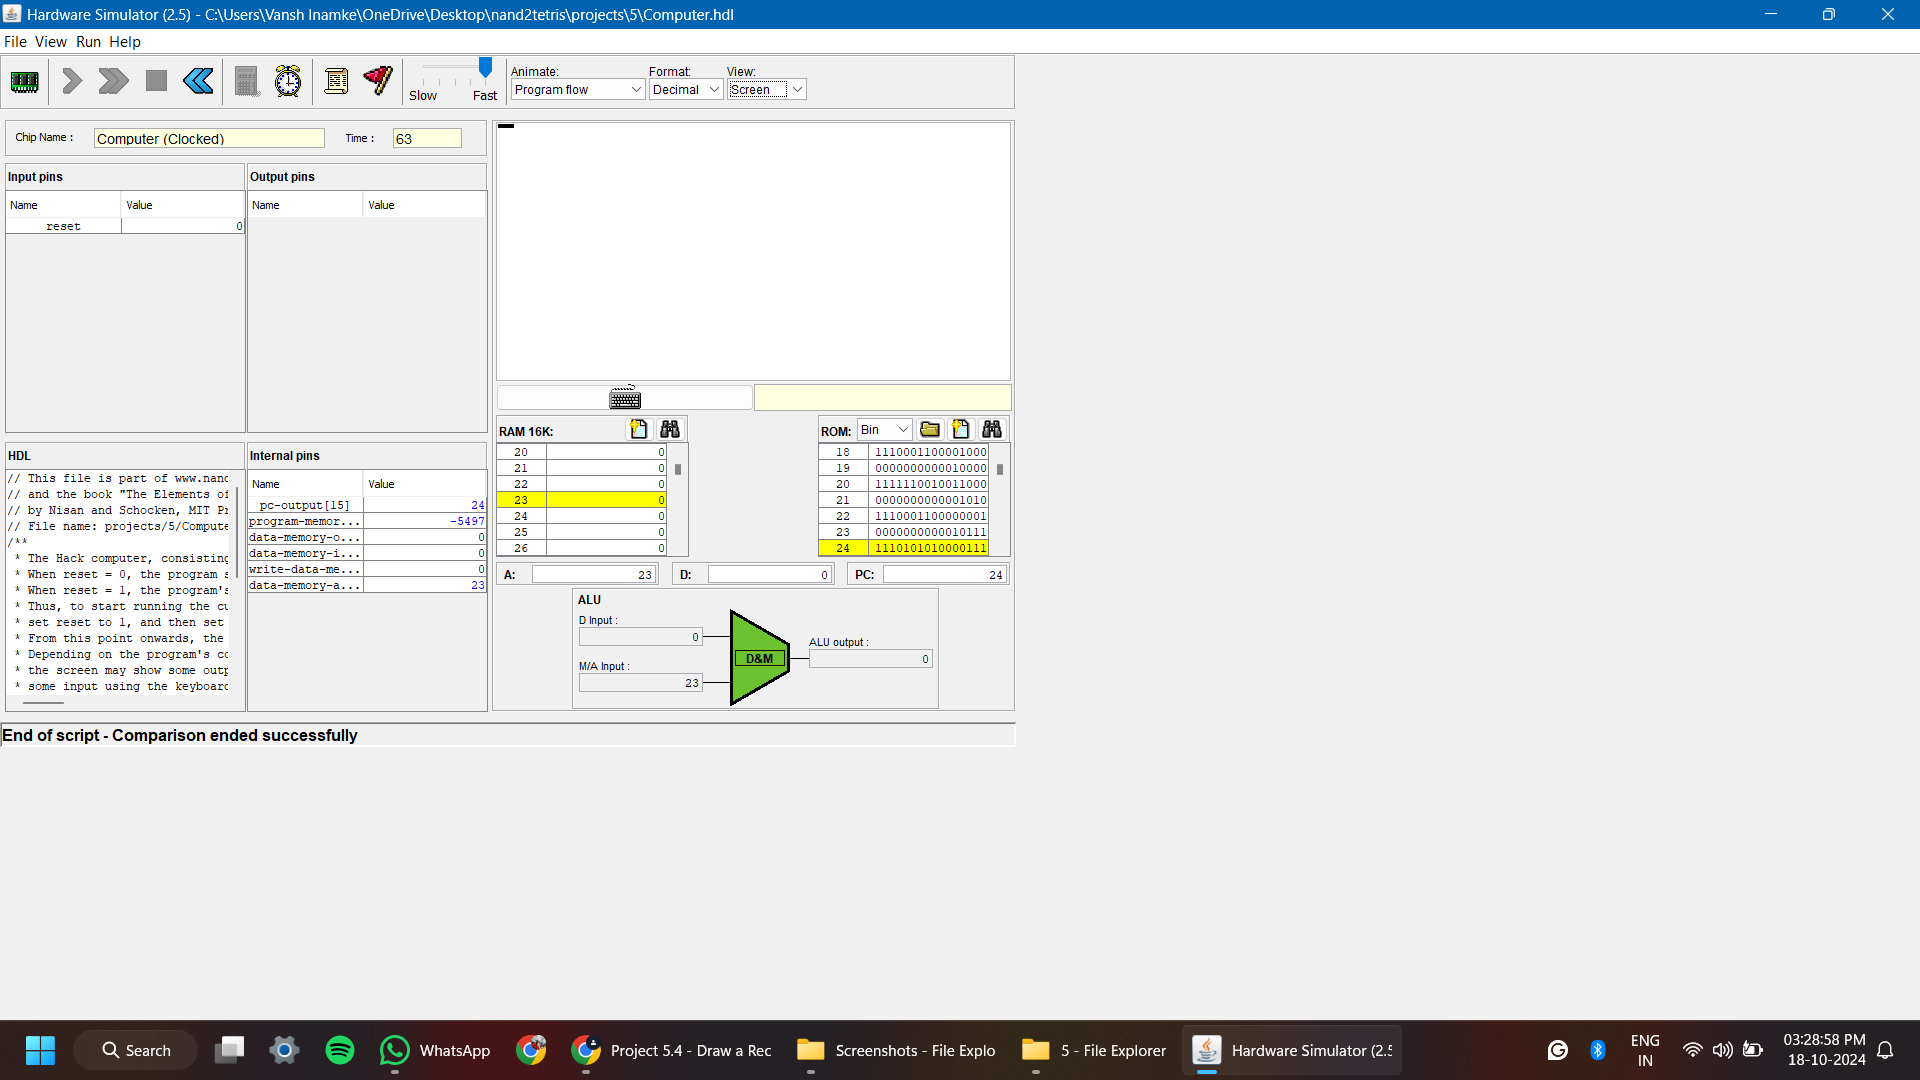 Hardware Simulator (2.5) - C:\Users\Vansh Inamke\OneDrive\Desktop\nand2tetris\projects\5\Computer.hdl
File View Run Help
Slow Fast
Animate: Format: View:
Program flow Decimal Screen
Chip Name : Computer (Clocked) Time : 63
Input pins
Name Value
reset 0
Output pins
Name Value
HDL
// This file is part of www.nand
// and the book "The Elements of
// by Nisan and Schocken, MIT Pr
// File name: projects/5/Compute
/**
* The Hack computer, consisting
* When reset = 0, the program s
* When reset = 1, the program's
* Thus, to start running the cu
* set reset to 1, and then set
* From this point onwards, the
* Depending on the program's co
* the screen may show some outp
* some input using the keyboard
Internal pins
Name Value
pc-output[15] 24
program-memor... -5497
data-memory-o... 0
data-memory-i... 0
write-data-me... 0
data-memory-a... 23
RAM 16K:
20 0
21 0
22 0
23 0
24 0
25 0
26 0
ROM: Bin
18 1110001100001000
19 0000000000010000
20 1111110010011000
21 0000000000001010
22 1110001100000001
23 0000000000010111
24 1110101010000111
A: 23 D: 0 PC: 24
ALU
D Input :
0
M/A Input :
23
D&M
ALU output :
0
End of script - Comparison ended successfully
Search
WhatsApp
Project 5.4 - Draw a Rec
Screenshots - File Explo
5 - File Explorer
Hardware Simulator (2.5
ENG
IN
03:28:58 PM
18-10-2024